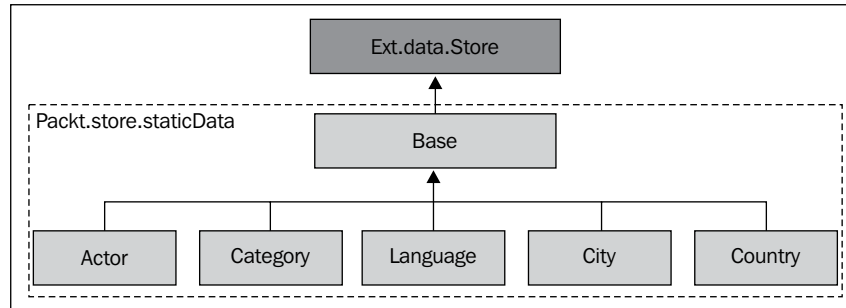 Ext.data.Store
Packt.store.staticData
Base
Actor
Category
Language
City
Country